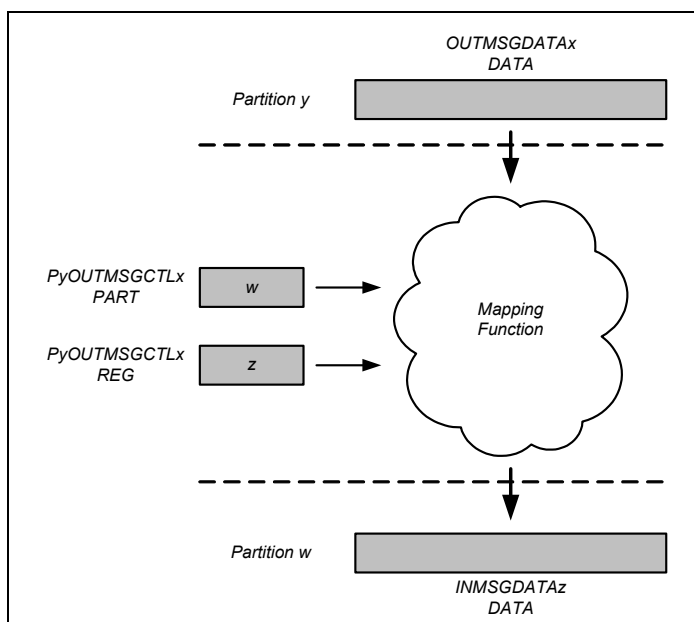 OUTMSGDATAx
DATA
Partition y
PyOUTMSGCTLx
PART
w
Mapping
Function
PyOUTMSGCTLx
REG
z
Partition w
INMSGDATAz
DATA